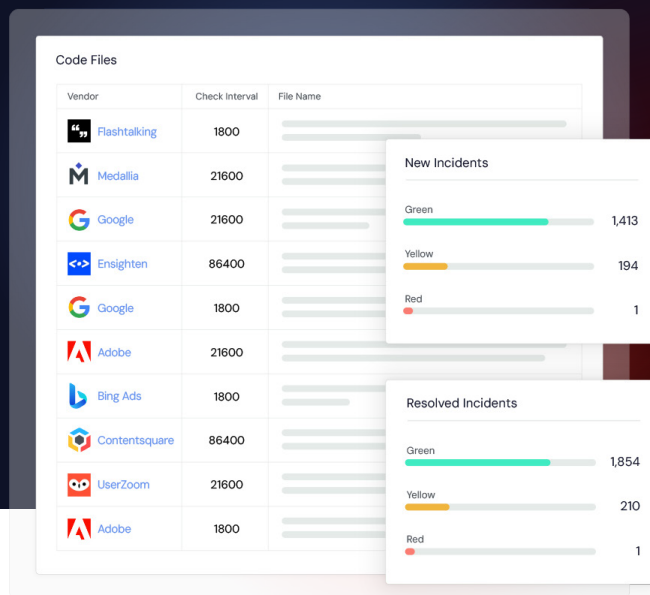 Code Files
Vendor Check Interval File Name
Flashtalking 1800
Medallia 21600
Google 21600
Ensighten 86400
Google 1800
Adobe 21600
Bing Ads 1800
Contentsquare 86400
UserZoom 21600
Adobe 1800
New Incidents
Green
1,413
Yellow
194
Red
1
Resolved Incidents
Green
1,854
Yellow
210
Red
1